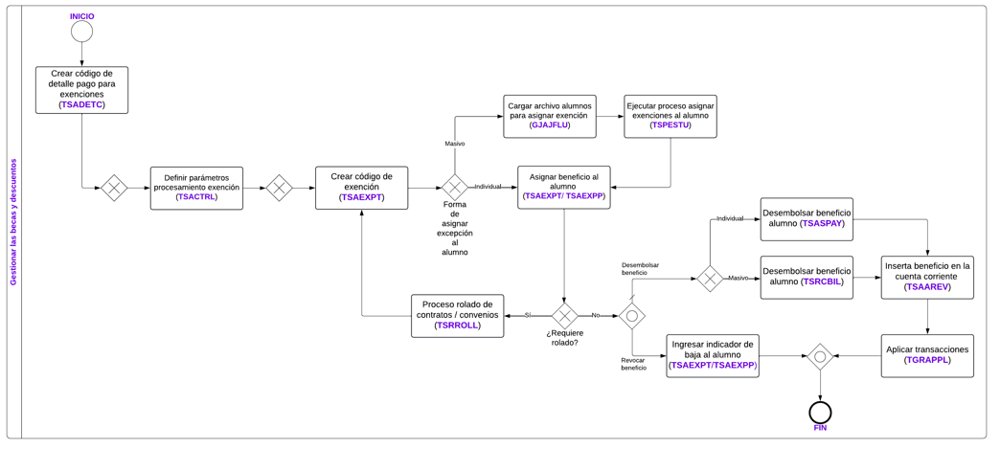 Gestionar las becas y descuentos
INICIO
Crear código de
detalle pago para
exenciones
(TSADETC)
Definir parámetros
procesamiento exención
(TSACTRL)
Crear código de
exención
(TSAEXPT)
Forma
de
asignar
excepción
al
alumno
Masivo
Individual
Cargar archivo alumnos
para asignar exención
(GJAJFLU)
Ejecutar proceso asignar
exenciones al alumno
(TSPESTU)
Asignar beneficio al
alumno
(TSAEXPT/ TSAEXPP)
¿Requiere
rolado?
Sí
No
Proceso rolado de
contratos / convenios
(TSRROLL)
Desembolsar
beneficio
Revocar
beneficio
Individual
Masivo
Desembolsar beneficio
alumno (TSASPAY)
Desembolsar beneficio
alumno (TSRCBIL)
Inserta beneficio en la
cuenta corriente
(TSAAREV)
Aplicar transacciones
(TGRAPPL)
Ingresar indicador de
baja al alumno
(TSAEXPT/TSAEXPP)
FIN